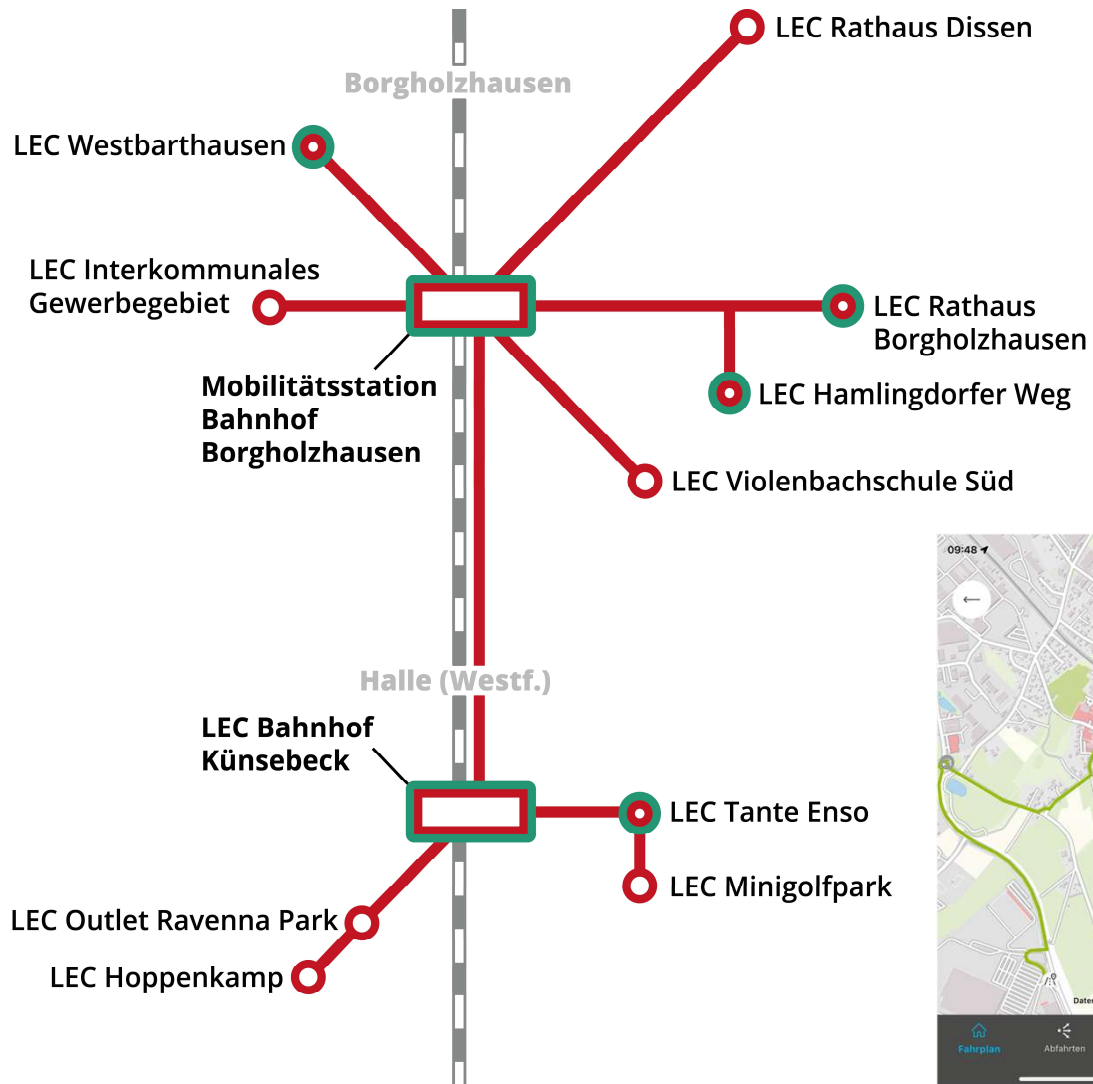 LEC Rathaus Dissen
Borgholzhausen
LEC Westbarthausen
LEC Interkommunales
Gewerbegebiet
LEC Rathaus
Borgholzhausen
Mobilitätsstation
Bahnhof
Borgholzhausen
LEC Hamlingdorfer Weg
LEC Violenbachschule Süd
09:48
Halle (Westf.)
LEC Bahnhof
Künsebeck
LEC Tante Enso
LEC Minigolfpark
LEC Outlet Ravenna Park
LEC Hoppenkamp
Fahrplan
Abfahrten